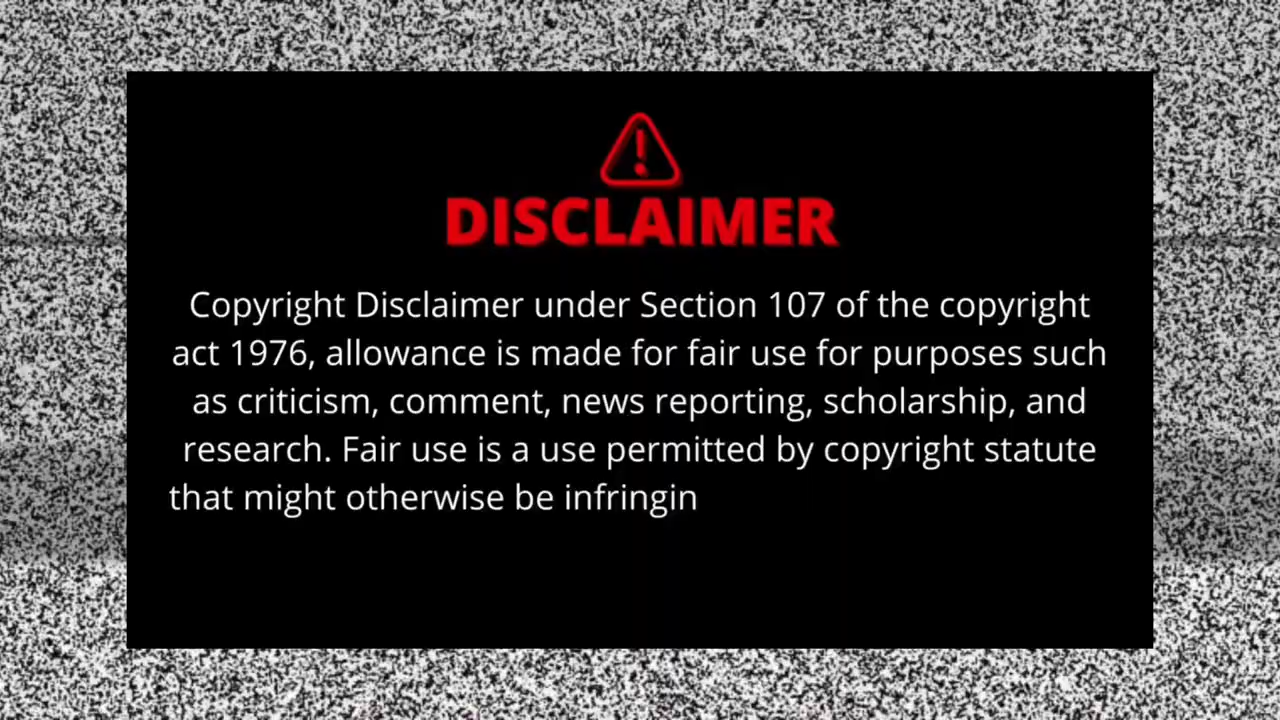 DISCLAIMER
Copyright Disclaimer under Section 107 of the copyright
act 1976, allowance is made for fair use for purposes such
as criticism, comment, news reporting, scholarship, and
research. Fair use is a use permitted by copyright statute
that might otherwise be infringin